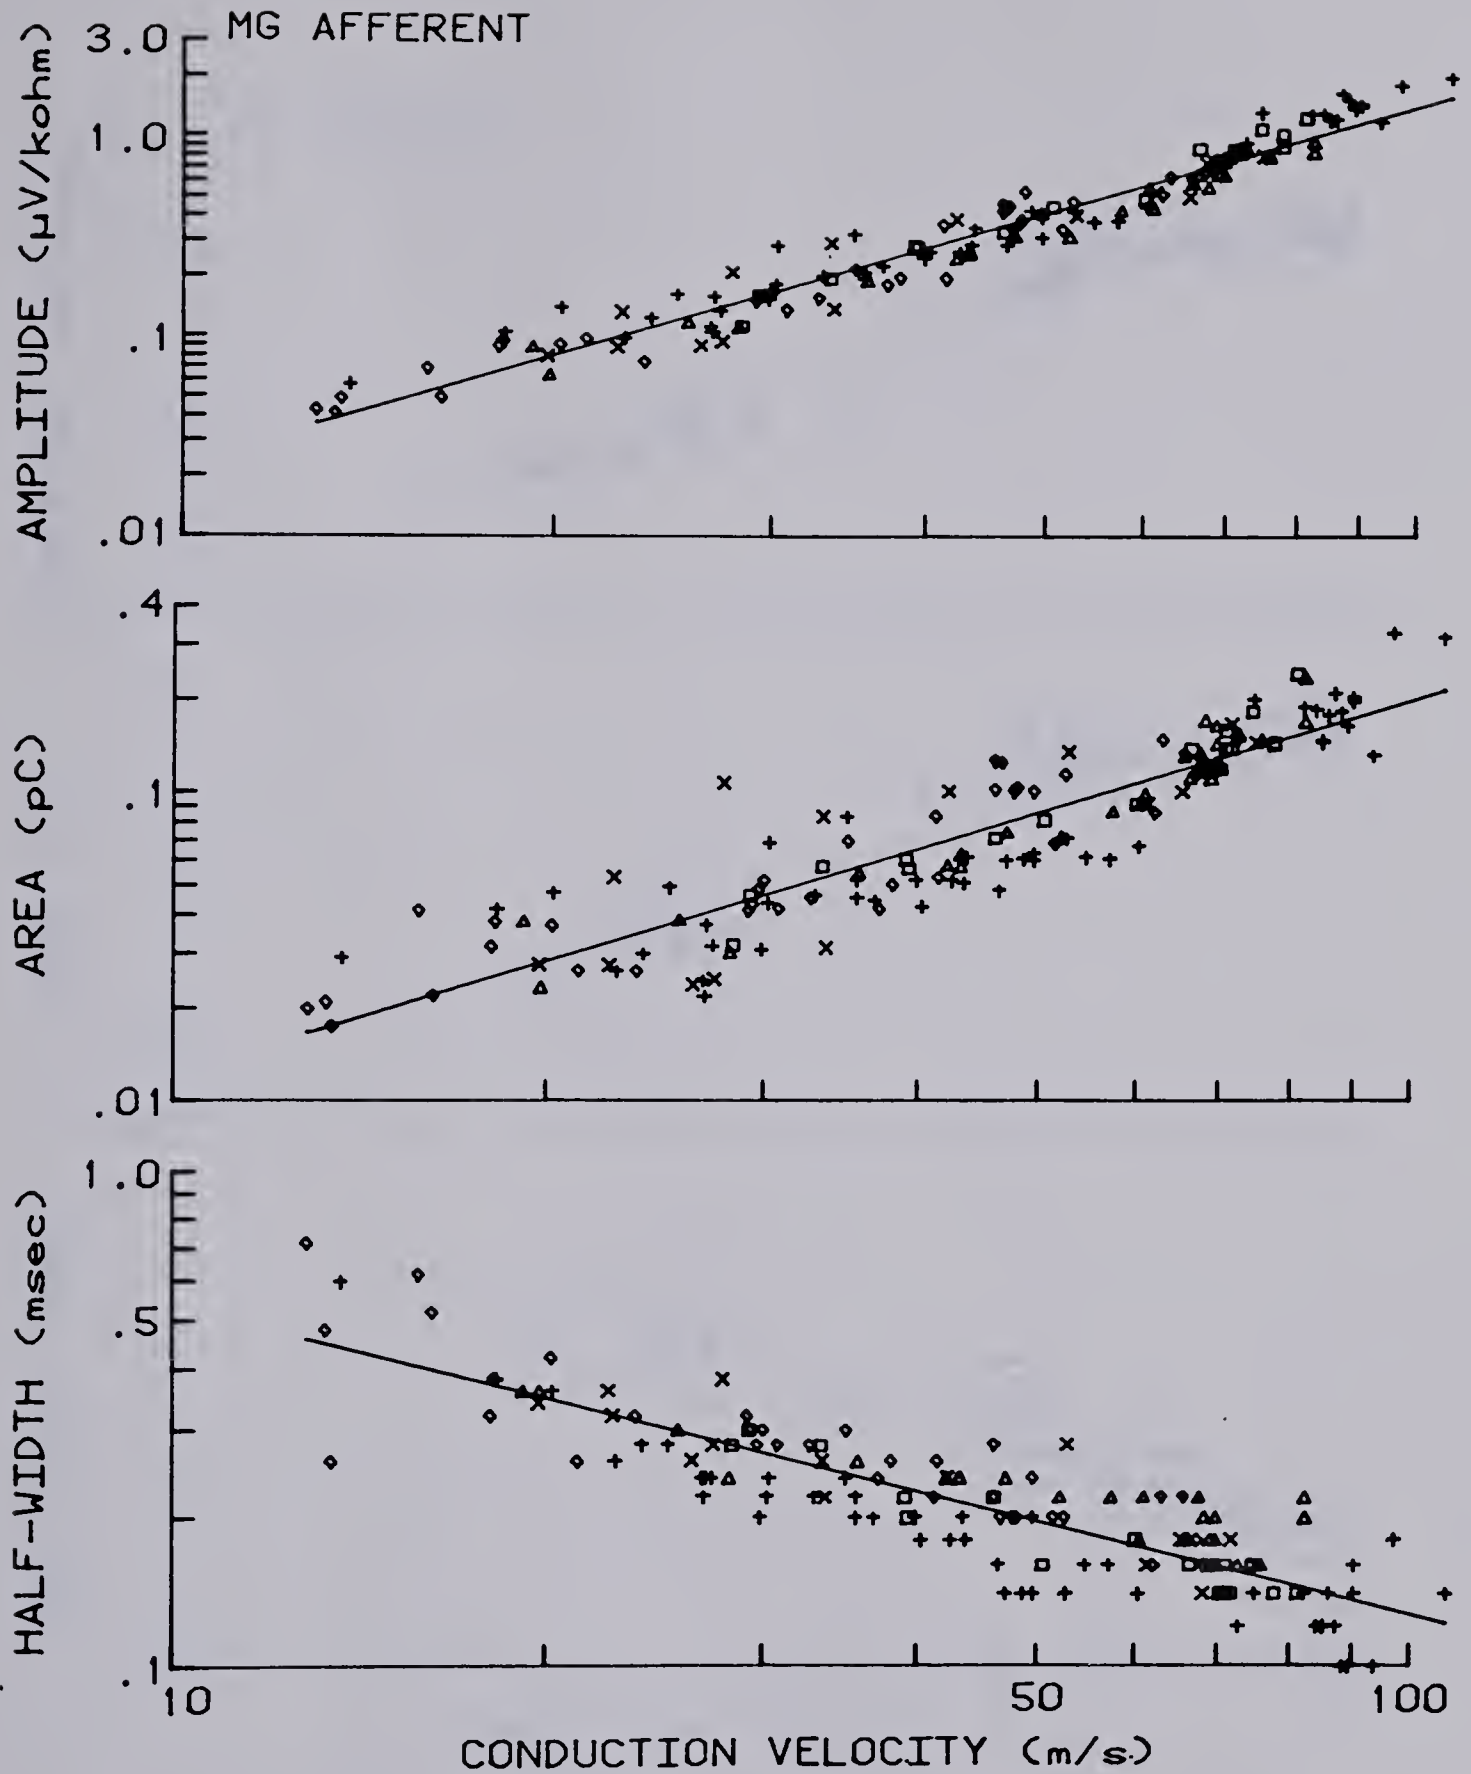 MG AFFERENT
AMPLITUDE (µV/kohm)
3.0
1.0
.1
.01
AREA (pC)
.4
.1
.01
HALF-WIDTH (msec)
1.0
.5
.1
10 50 100
CONDUCTION VELOCITY (m/s)